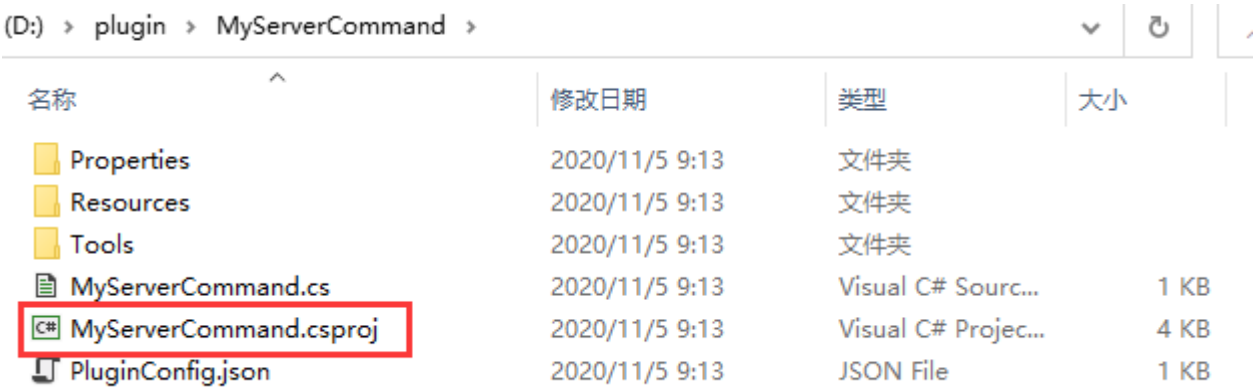 (D:) > plugin > MyServerCommand >
名称 修改日期 类型 大小
Properties 2020/11/5 9:13 文件夹
Resources 2020/11/5 9:13 文件夹
Tools 2020/11/5 9:13 文件夹
MyServerCommand.cs 2020/11/5 9:13 Visual C# Sourc... 1 KB
C# MyServerCommand.csproj 2020/11/5 9:13 Visual C# Projec... 4 KB
PluginConfig.json 2020/11/5 9:13 JSON File 1 KB